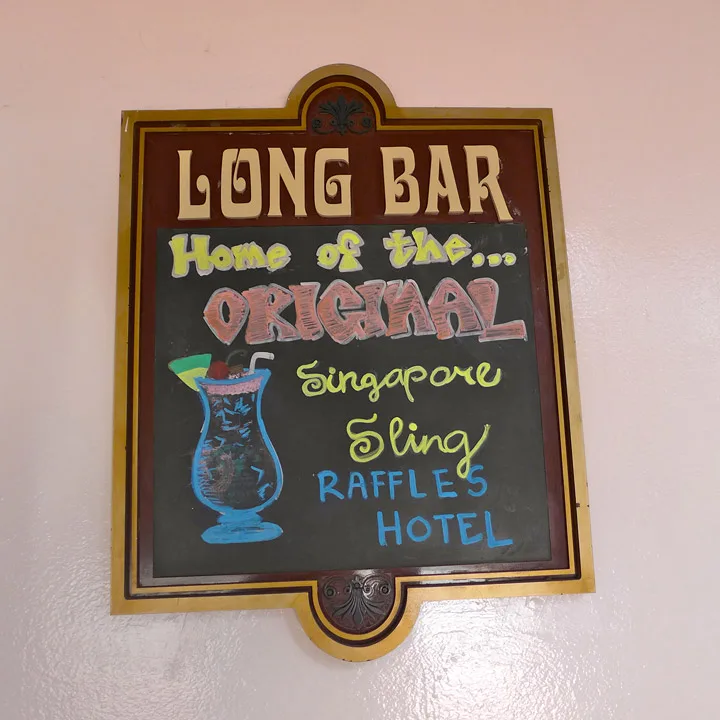 LONG BAR
Home of the...
ORIGINAL
Singapore
Sling
RAFFLES
HOTEL